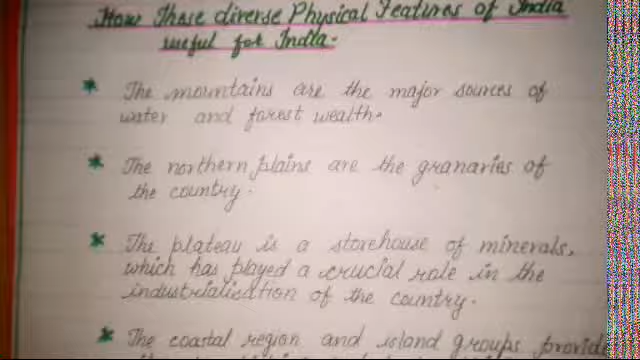 How These diverse Physical Features of India
useful for India.
* The mountains are the major sources of
water and forest wealth.
* The northern plains are the granaries of
the country.
* The plateau is a storehouse of minerals,
which has played a crucial role in the
industrialisation of the country.
* The coastal region and island groups provide